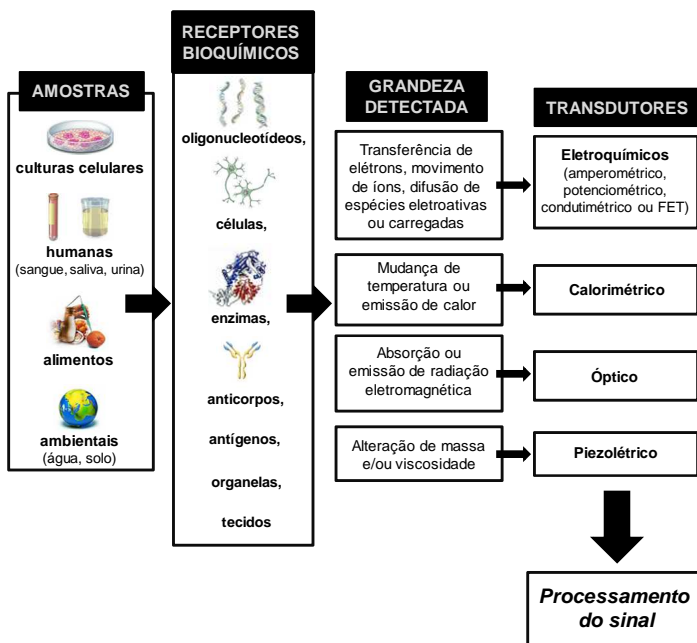 AMOSTRAS
culturas celulares
humanas
(sangue, saliva, urina)
alimentos
ambientais
(água, solo)
RECEPTORES
BIOQUÍMICOS
oligonucleotídeos,
células,
enzimas,
anticorpos,
antígenos,
organelas,
tecidos
GRANDEZA
DETECTADA
Transferência de
elétrons, movimento
de íons, difusão de
espécies eletroativas
ou carregadas
Mudança de
temperatura ou
emissão de calor
Absorção ou
emissão de radiação
eletromagnética
Alteração de massa
e/ou viscosidade
TRANSDUTORES
Eletroquímicos
(amperométrico,
potenciométrico,
condutimétrico ou FET)
Calorimétrico
Óptico
Piezolétrico
Processamento
do sinal